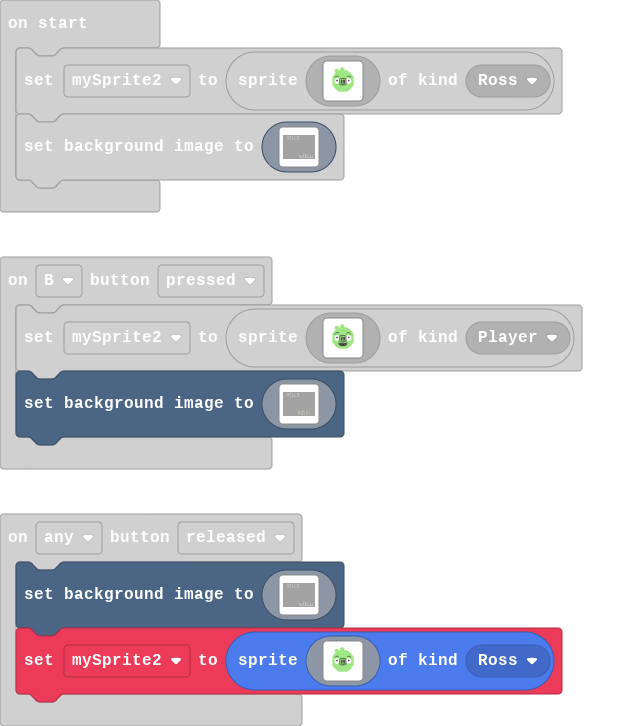 on start
set mySprite2 to sprite of kind Ross
set background image to
on B button pressed
set mySprite2 to sprite of kind Player
set background image to
on any button released
set background image to
set mySprite2 to sprite of kind Ross